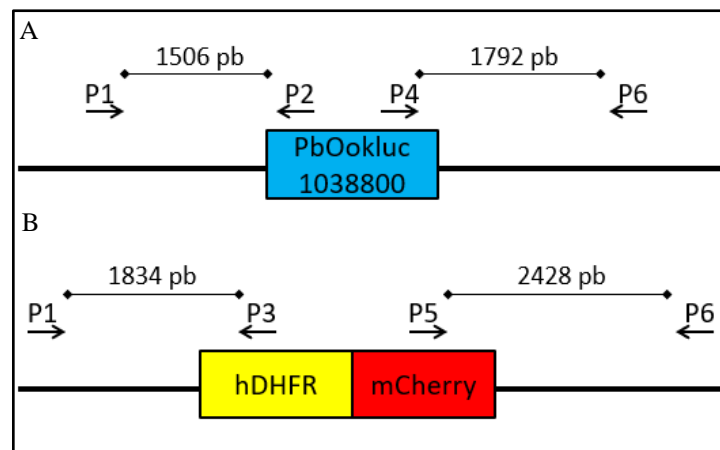 A
1506 pb 1792 pb
P1 P2 P4 P6
PbOokluc
1038800
B
1834 pb 2428 pb
P1 P3 P5 P6
hDHFR mCherry